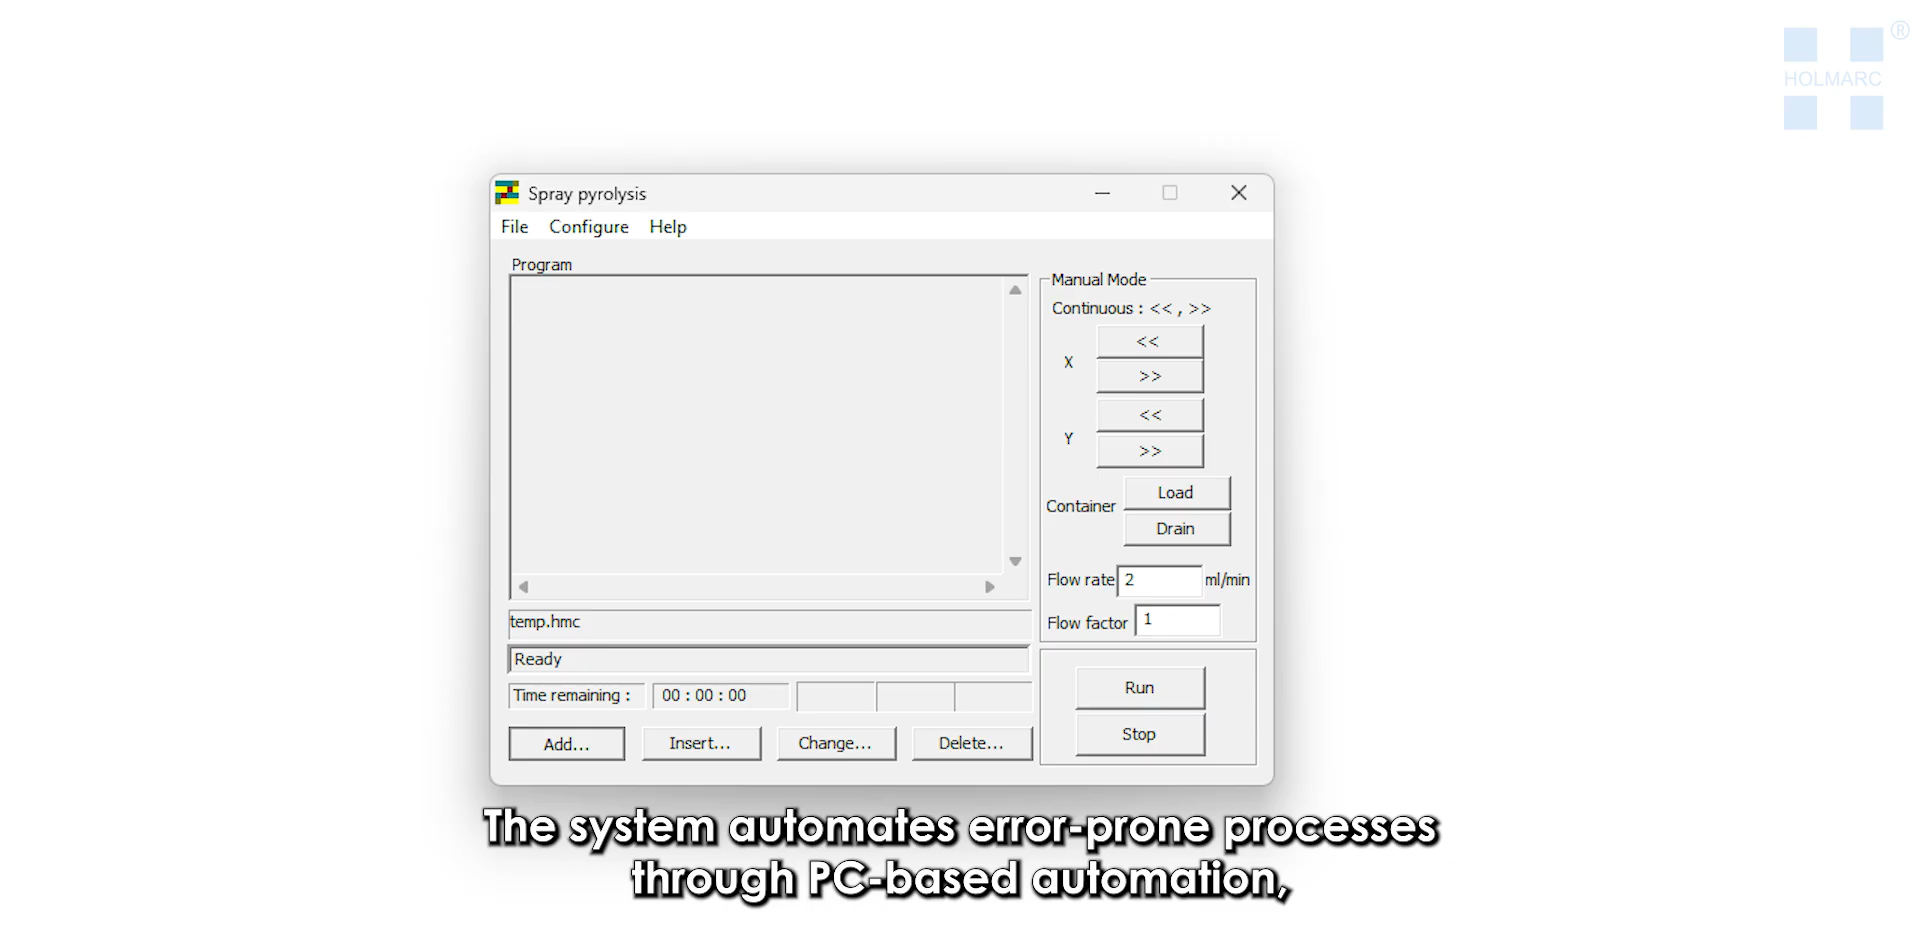 ®
HOLMARC
Spray pyrolysis
File Configure Help
Program
Manual Mode
Continuous : << , >>
<<
X
>>
<<
Y
>>
Load
Container
Drain
Flow rate 2 ml/min
Flow factor 1
temp.hmc
Ready
Time remaining : 00 : 00 : 00
Run
Stop
Add... Insert... Change... Delete...
The system automates error-prone processes
through PC-based automation,